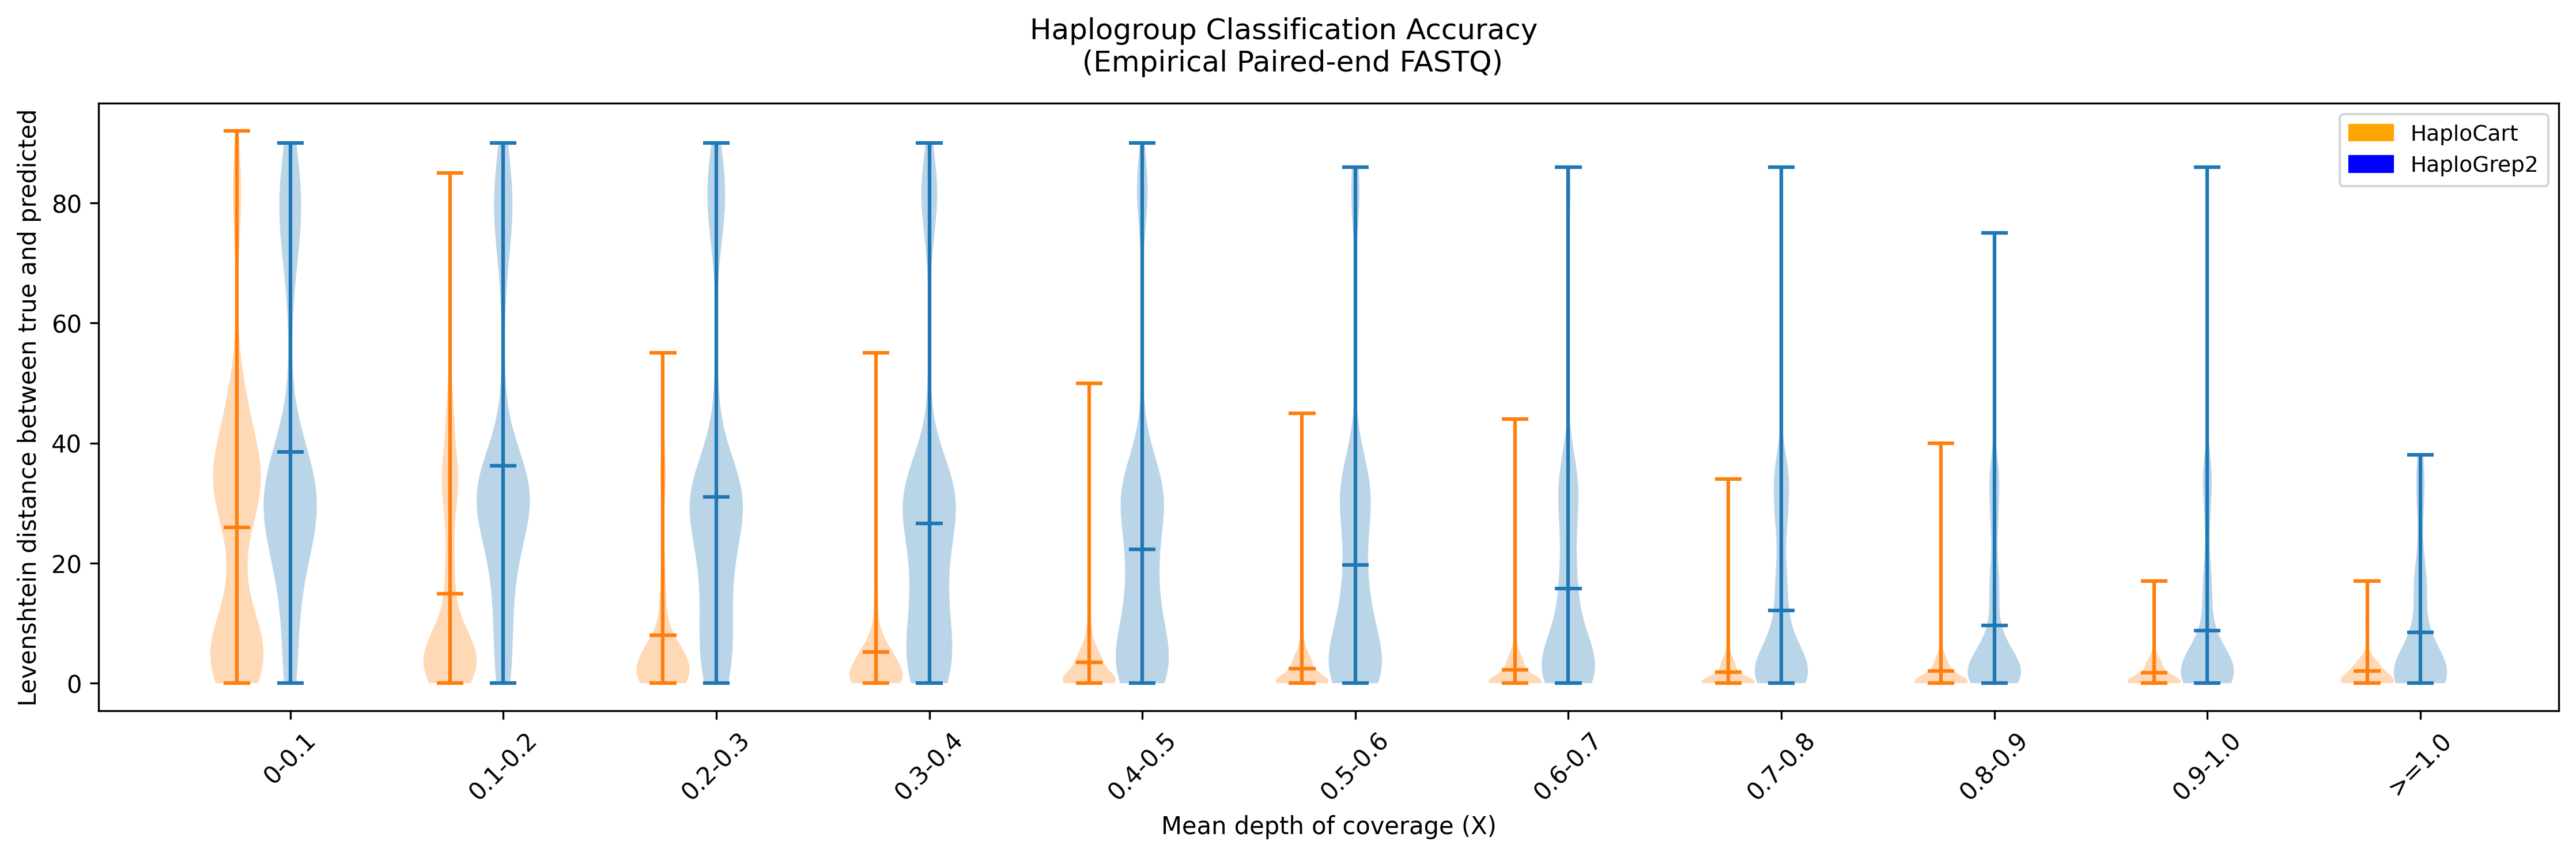 Haplogroup Classification Accuracy
(Empirical Paired-end FASTQ)
Levenshtein distance between true and predicted
80
60
40
20
0
HaploCart
HaploGrep2
0-0.1
0.1-0.2
0.2-0.3
0.3-0.4
0.4-0.5
0.5-0.6
0.6-0.7
0.7-0.8
0.8-0.9
0.9-1.0
>=1.0
Mean depth of coverage (X)